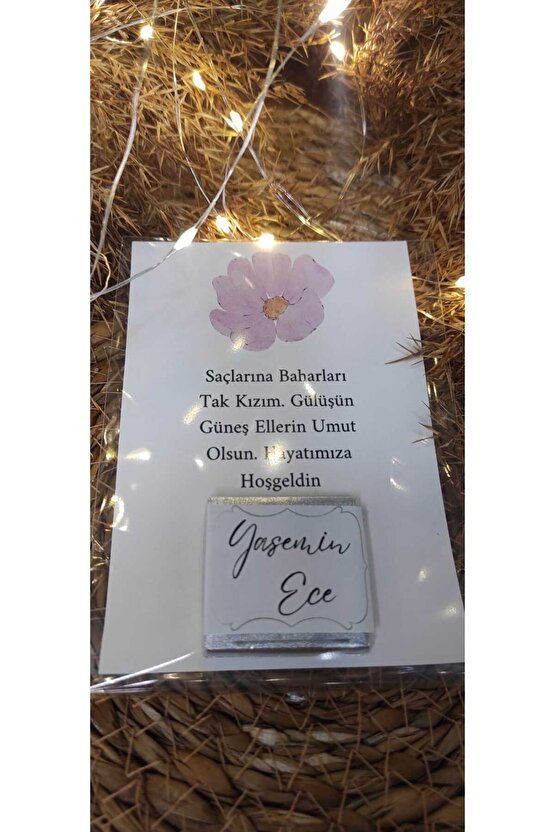 Saçlarına Baharları
Tak Kızım. Gülüşün
Güneş Ellerin Umut
Olsun. Hayatımıza
Hoşgeldin
Yasemin
Ece